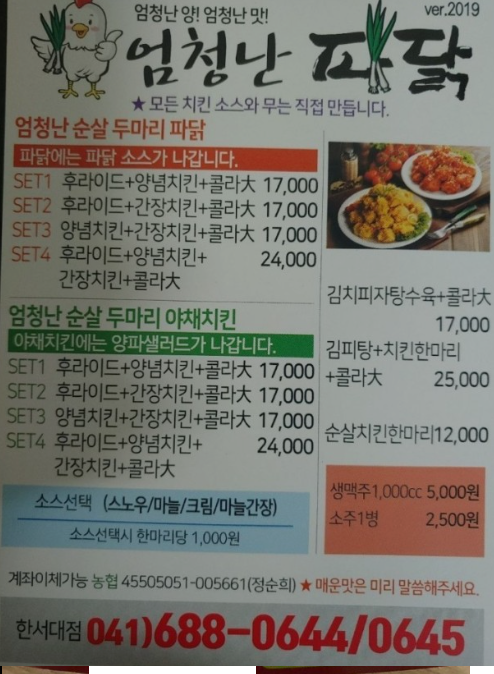 엄청난 양! 엄청난 맛!
ver.2019
엄청난 파닭
★ 모든 치킨 소스와 무는 직접 만듭니다.
엄청난 순살 두마리 파닭
파닭에는 파닭 소스가 나갑니다.
SET1 후라이드+양념치킨+콜라大 17,000
SET2 후라이드+간장치킨+콜라大 17,000
SET3 양념치킨+간장치킨+콜라大 17,000
SET4 후라이드+양념치킨+ 24,000
간장치킨+콜라大
엄청난 순살 두마리 야채치킨
야채치킨에는 양파샐러드가 나갑니다.
SET1 후라이드+양념치킨+콜라大 17,000
SET2 후라이드+간장치킨+콜라大 17,000
SET3 양념치킨+간장치킨+콜라大 17,000
SET4 후라이드+양념치킨+ 24,000
간장치킨+콜라大
김치피자탕수육+콜라大
17,000
김피탕+치킨한마리
+콜라大 25,000
순살치킨한마리12,000
생맥주1,000cc 5,000원
소주1병 2,500원
소스선택 (스노우/마늘/크림/마늘간장)
소스선택시 한마리당 1,000원
계좌이체가능 농협 45505051-005661(정순희) ★ 매운맛은 미리 말씀해주세요.
한서대점 041)688-0644/0645